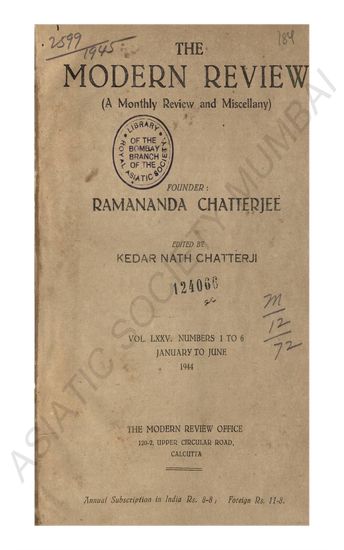 2599
1945
184
THE
MODERN REVIEW
(A Monthly Review and Miscellany)
LIBRARY
OF THE
BOMBAY
BRANCH
OF THE
ROYAL ASIATIC SOCIETY
FOUNDER :
RAMANANDA CHATTERJEE
EDITED BY
KEDAR NATH CHATTERJI
124066
M
12
72
VOL. LXXV. NUMBERS 1 TO 6
JANUARY TO JUNE
1944
THE MODERN REVIEW OFFICE
120-2, UPPER CIRCULAR ROAD,
CALCUTTA
Annual Subscription in India Rs. 8-8; Foreign Rs. 11-8.
ASIATIC SOCIETY MUMBAI